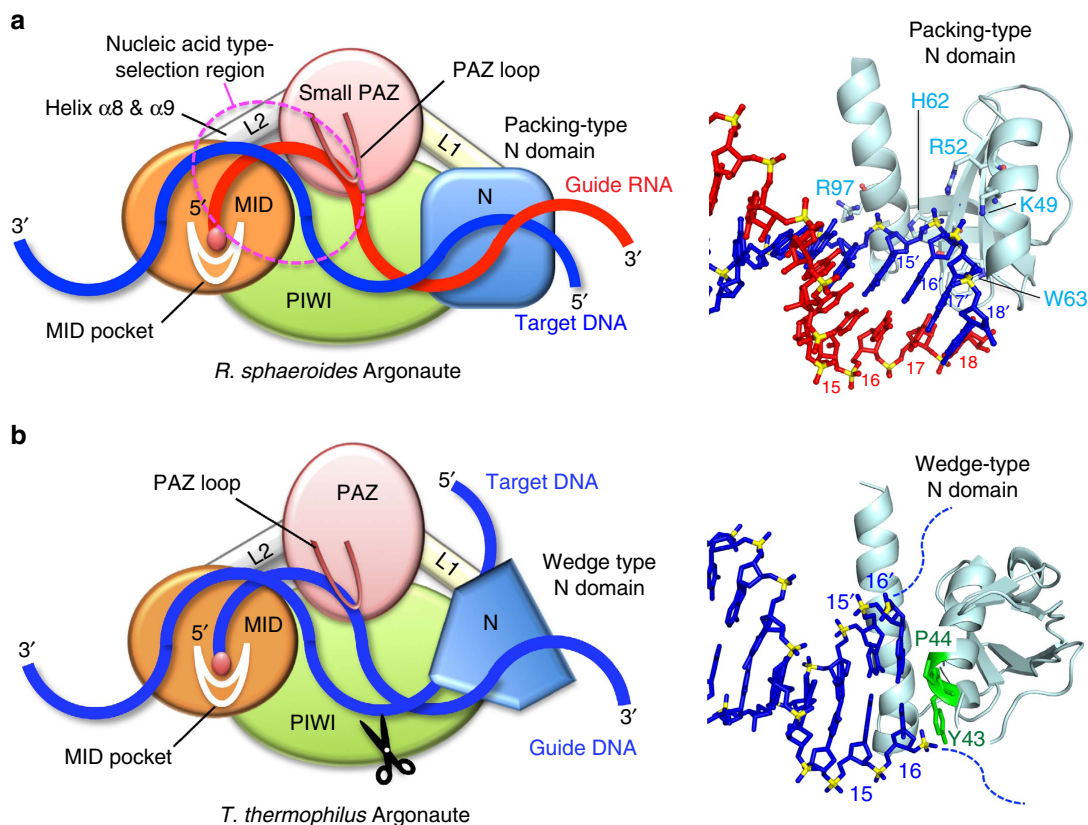 a
Nucleic acid type-
selection region
Helix α8 & α9
L2
Small PAZ
PAZ loop
L1
Packing-type
N domain
N
Guide RNA
3′
5′
MID
3′
5′
PIWI
Target DNA
MID pocket
R. sphaeroides Argonaute
Packing-type
N domain
H62
R52
R97
K49
W63
15′
16′
17′
18′
15
16
17
18
b
PAZ loop
PAZ
5′
Target DNA
L2
L1
Wedge type
N domain
N
5′
MID
3′
PIWI
3′
MID pocket
Guide DNA
T. thermophilus Argonaute
Wedge-type
N domain
15′
16′
P44
Y43
16
15